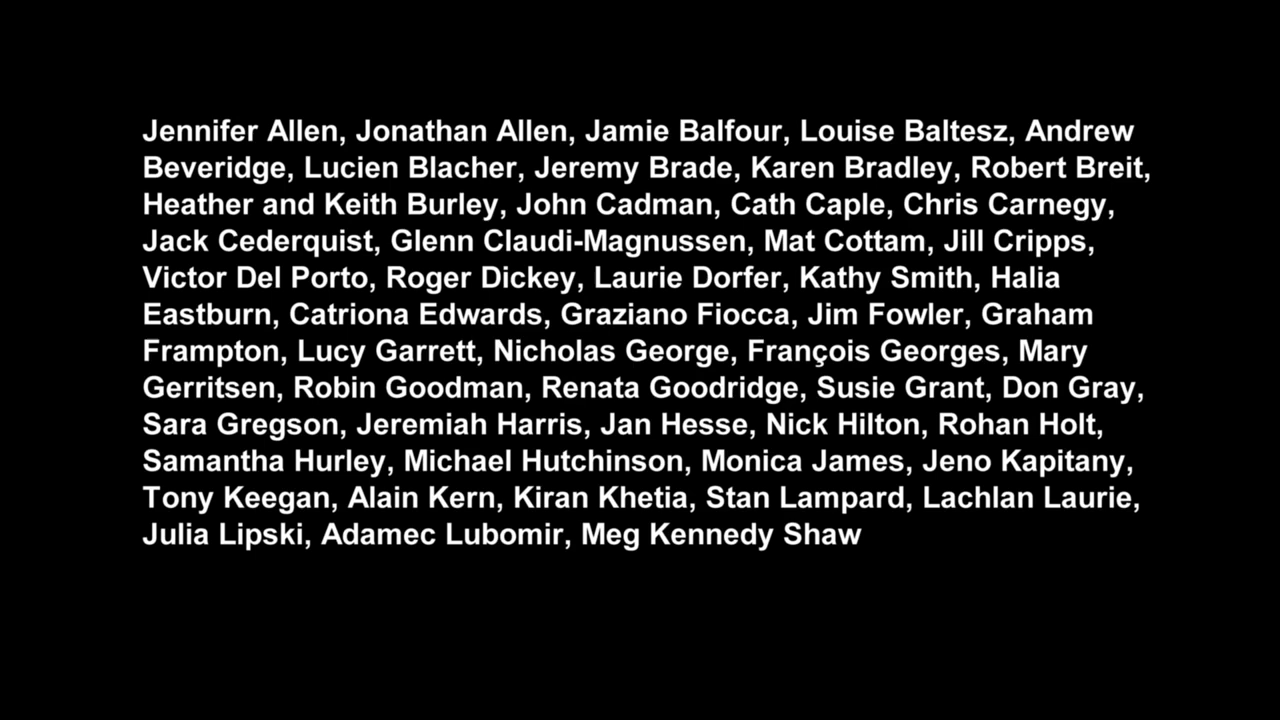 Jennifer Allen, Jonathan Allen, Jamie Balfour, Louise Baltesz, Andrew
Beveridge, Lucien Blacher, Jeremy Brade, Karen Bradley, Robert Breit,
Heather and Keith Burley, John Cadman, Cath Caple, Chris Carnegy,
Jack Cederquist, Glenn Claudi-Magnussen, Mat Cottam, Jill Cripps,
Victor Del Porto, Roger Dickey, Laurie Dorfer, Kathy Smith, Halia
Eastburn, Catriona Edwards, Graziano Fiocca, Jim Fowler, Graham
Frampton, Lucy Garrett, Nicholas George, François Georges, Mary
Gerritsen, Robin Goodman, Renata Goodridge, Susie Grant, Don Gray,
Sara Gregson, Jeremiah Harris, Jan Hesse, Nick Hilton, Rohan Holt,
Samantha Hurley, Michael Hutchinson, Monica James, Jeno Kapitany,
Tony Keegan, Alain Kern, Kiran Khetia, Stan Lampard, Lachlan Laurie,
Julia Lipski, Adamec Lubomir, Meg Kennedy Shaw